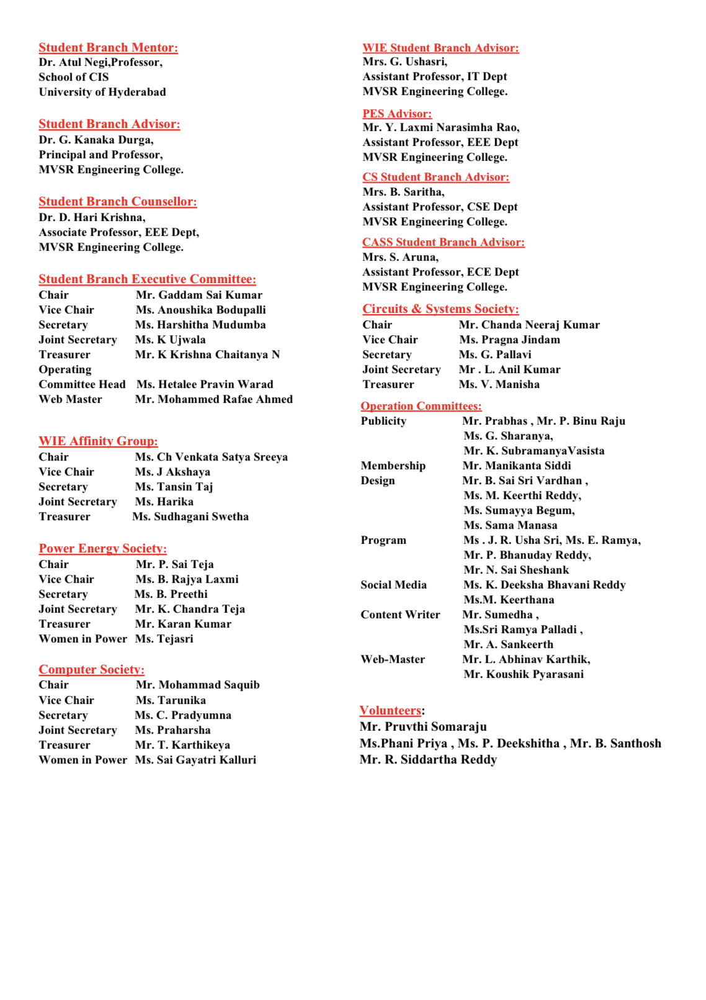 Student Branch Mentor:
Dr. Atul Negi,Professor,
School of CIS
University of Hyderabad
Student Branch Advisor:
Dr. G. Kanaka Durga,
Principal and Professor,
MVSR Engineering College.
Student Branch Counsellor:
Dr. D. Hari Krishna,
Associate Professor, EEE Dept,
MVSR Engineering College.
Student Branch Executive Committee:
Chair Mr. Gaddam Sai Kumar
Vice Chair Ms. Anoushika Bodupalli
Secretary Ms. Harshitha Mudumba
Joint Secretary Ms. K Ujwala
Treasurer Mr. K Krishna Chaitanya N
Operating
Committee Head Ms. Hetalee Pravin Warad
Web Master Mr. Mohammed Rafae Ahmed
WIE Affinity Group:
Chair Ms. Ch Venkata Satya Sreeya
Vice Chair Ms. J Akshaya
Secretary Ms. Tansin Taj
Joint Secretary Ms. Harika
Treasurer Ms. Sudhagani Swetha
Power Energy Society:
Chair Mr. P. Sai Teja
Vice Chair Ms. B. Rajya Laxmi
Secretary Ms. B. Preethi
Joint Secretary Mr. K. Chandra Teja
Treasurer Mr. Karan Kumar
Women in Power Ms. Tejasri
Computer Society:
Chair Mr. Mohammad Saquib
Vice Chair Ms. Tarunika
Secretary Ms. C. Pradyumna
Joint Secretary Ms. Praharsha
Treasurer Mr. T. Karthikeya
Women in Power Ms. Sai Gayatri Kalluri
WIE Student Branch Advisor:
Mrs. G. Ushasri,
Assistant Professor, IT Dept
MVSR Engineering College.
PES Advisor:
Mr. Y. Laxmi Narasimha Rao,
Assistant Professor, EEE Dept
MVSR Engineering College.
CS Student Branch Advisor:
Mrs. B. Saritha,
Assistant Professor, CSE Dept
MVSR Engineering College.
CASS Student Branch Advisor:
Mrs. S. Aruna,
Assistant Professor, ECE Dept
MVSR Engineering College.
Circuits & Systems Society:
Chair Mr. Chanda Neeraj Kumar
Vice Chair Ms. Pragna Jindam
Secretary Ms. G. Pallavi
Joint Secretary Mr . L. Anil Kumar
Treasurer Ms. V. Manisha
Operation Committees:
Publicity Mr. Prabhas , Mr. P. Binu Raju
Ms. G. Sharanya,
Mr. K. SubramanyaVasista
Membership Mr. Manikanta Siddi
Design Mr. B. Sai Sri Vardhan ,
Ms. M. Keerthi Reddy,
Ms. Sumayya Begum,
Ms. Sama Manasa
Program Ms . J. R. Usha Sri, Ms. E. Ramya,
Mr. P. Bhanuday Reddy,
Mr. N. Sai Sheshank
Social Media Ms. K. Deeksha Bhavani Reddy
Ms.M. Keerthana
Content Writer Mr. Sumedha ,
Ms.Sri Ramya Palladi ,
Mr. A. Sankeerth
Web-Master Mr. L. Abhinav Karthik,
Mr. Koushik Pyarasani
Volunteers:
Mr. Pruvthi Somaraju
Ms.Phani Priya , Ms. P. Deekshitha , Mr. B. Santhosh
Mr. R. Siddartha Reddy